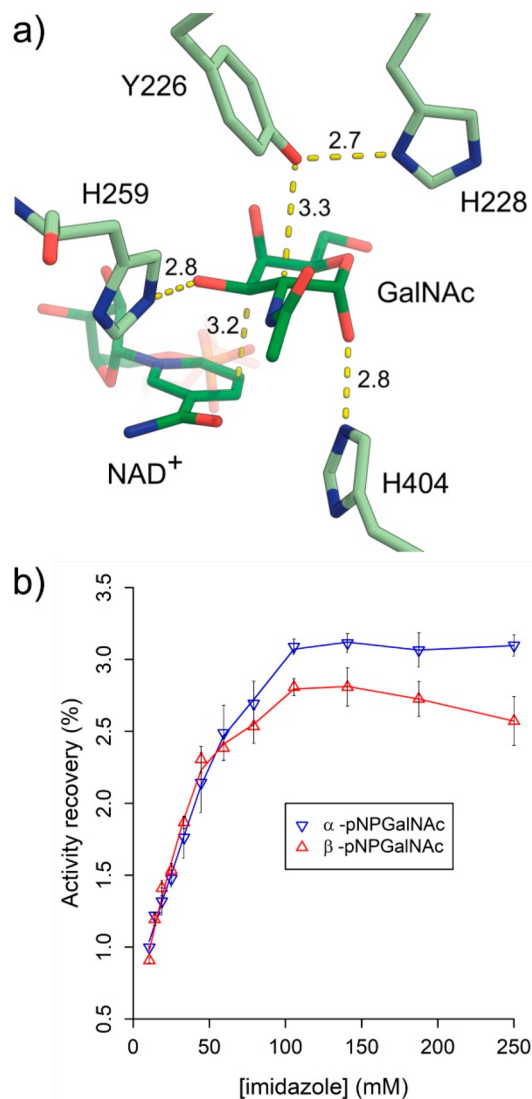 a)
Y226
2.7
H259
H228
3.3
2.8
GalNAc
3.2
2.8
NAD+
H404
b)
3.5
3.0
2.5
2.0
1.5
1.0
0.5
Activity recovery (%)
α -pNPGalNAc
β -pNPGalNAc
0 50 100 150 200 250
[imidazole] (mM)